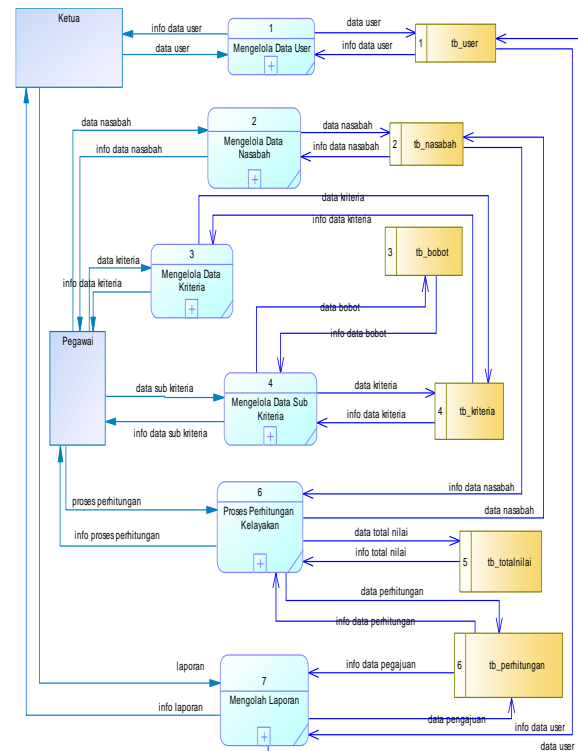 Ketua
info data user
data user
1
Mengelola Data User
data user
info data user
1
tb_user
data nasabah
info data nasabah
2
Mengelola Data
Nasabah
data nasabah
info data nasabah
2
tb_nasabah
data kriteria
info data kriteria
3
Mengelola Data
Kriteria
data kriteria
info data kriteria
3
tb_bobot
data bobot
info data bobot
Pegawai
data sub kriteria
info data sub kriteria
4
Mengelola Data Sub
Kriteria
data kriteria
info data kriteria
4
tb_kriteria
proses perhitungan
info proses perhitungan
6
Proses Perhitungan
Kelayakan
info data nasabah
data nasabah
data total nilai
info total nilai
5
tb_totalnilai
data perhitungan
info data perhitungan
6
tb_perhitungan
laporan
info laporan
7
Mengolah Laporan
info data pegajuan
data pengajuan
info data user
data user